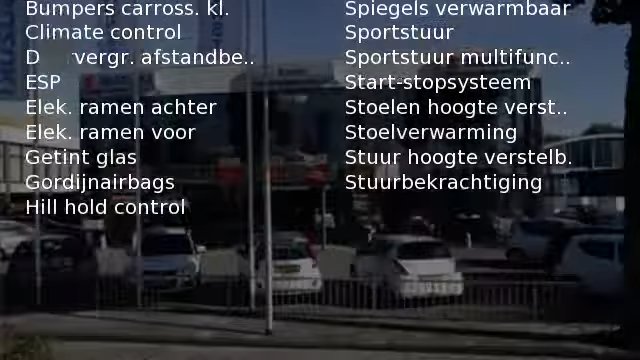 Bumpers carross. kl.
Climate control
vergr. afstandbe..
ESP
Elek. ramen achter
Elek. ramen voor
Getint glas
Gordijnairbags
Hill hold control
Spiegels verwarmbaar
Sportstuur
Sportstuur multifunc..
Start-stopsysteem
Stoelen hoogte verst..
Stoelverwarming
Stuur hoogte verstelb.
Stuurbekrachtiging